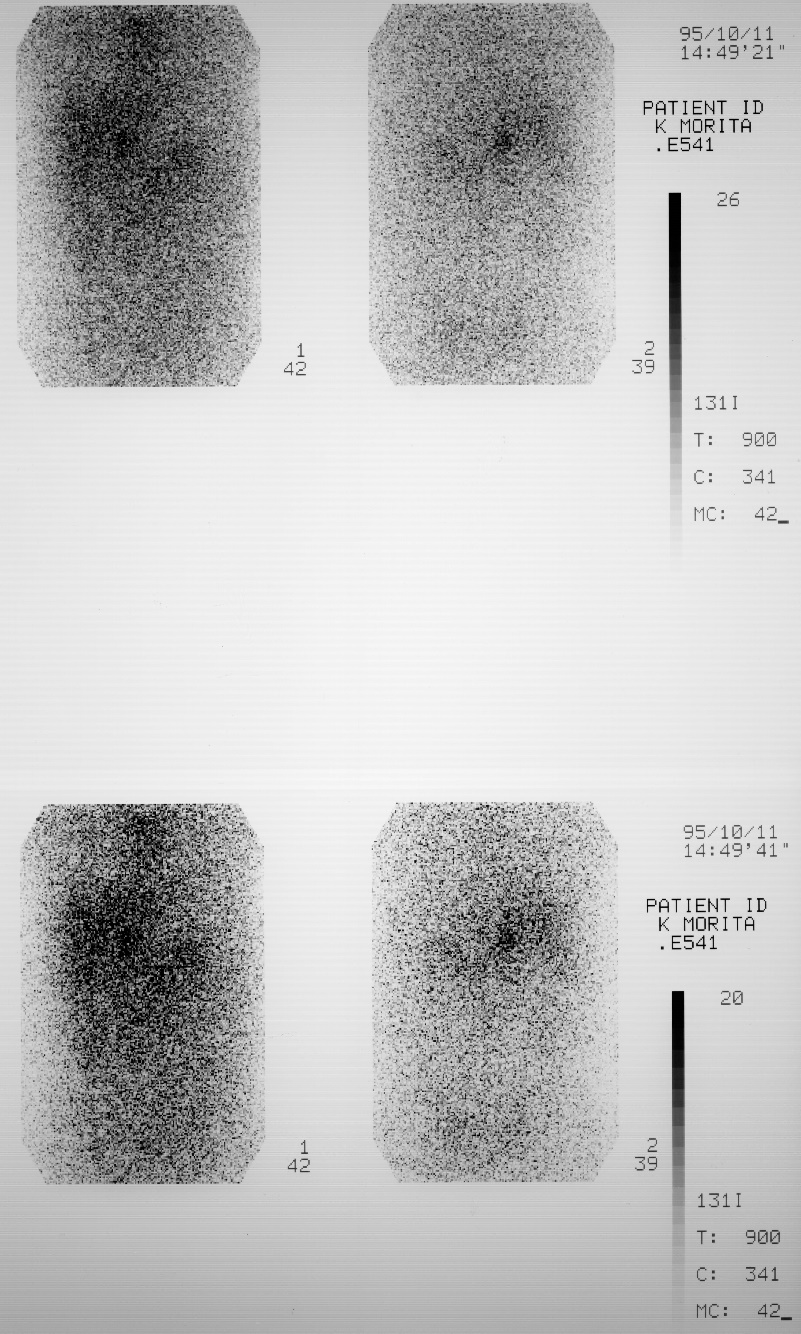 95/10/11
14:49'21"
PATIENT ID
K MORITA
.E541
26
1
42
2
39
131I
T: 900
C: 341
MC: 42_
95/10/11
14:49'41"
PATIENT ID
K MORITA
.E541
20
1
42
2
39
131I
T: 900
C: 341
MC: 42_